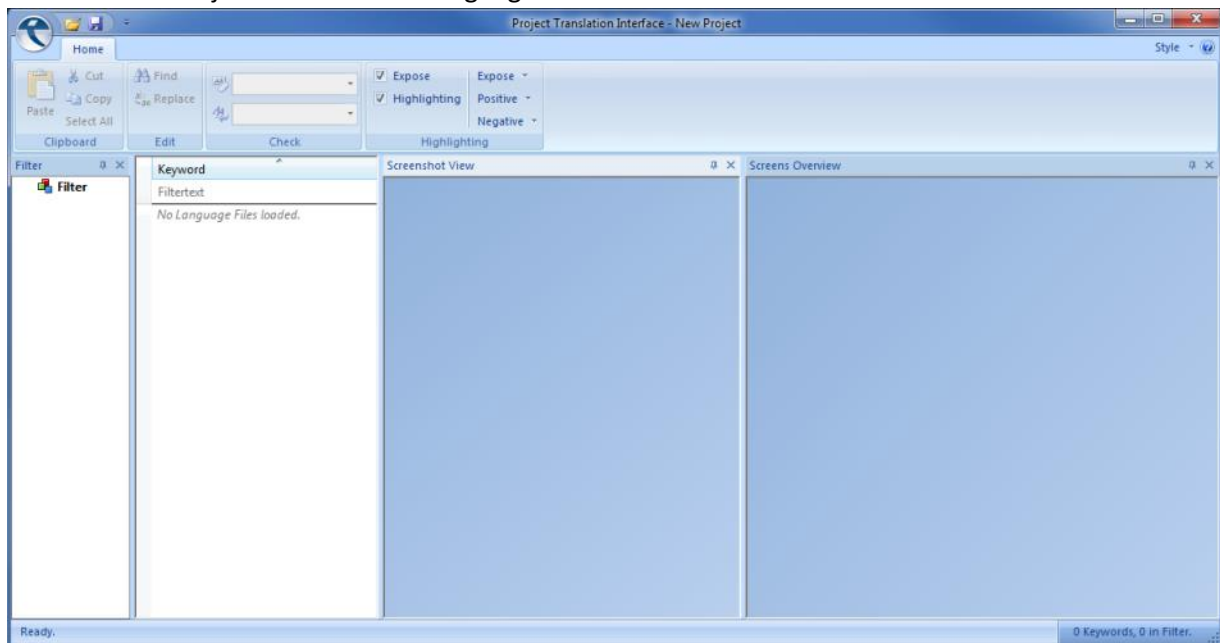 Project Translation Interface - New Project
Home
Style
Paste
Cut
Copy
Select All
Clipboard
Find
Replace
Edit
Check
Expose
Highlighting
Expose
Positive
Negative
Highlighting
Filter
Filter
Keyword
Filtertext
No Language Files loaded.
Screenshot View
Screens Overview
Ready.
0 Keywords, 0 in Filter.